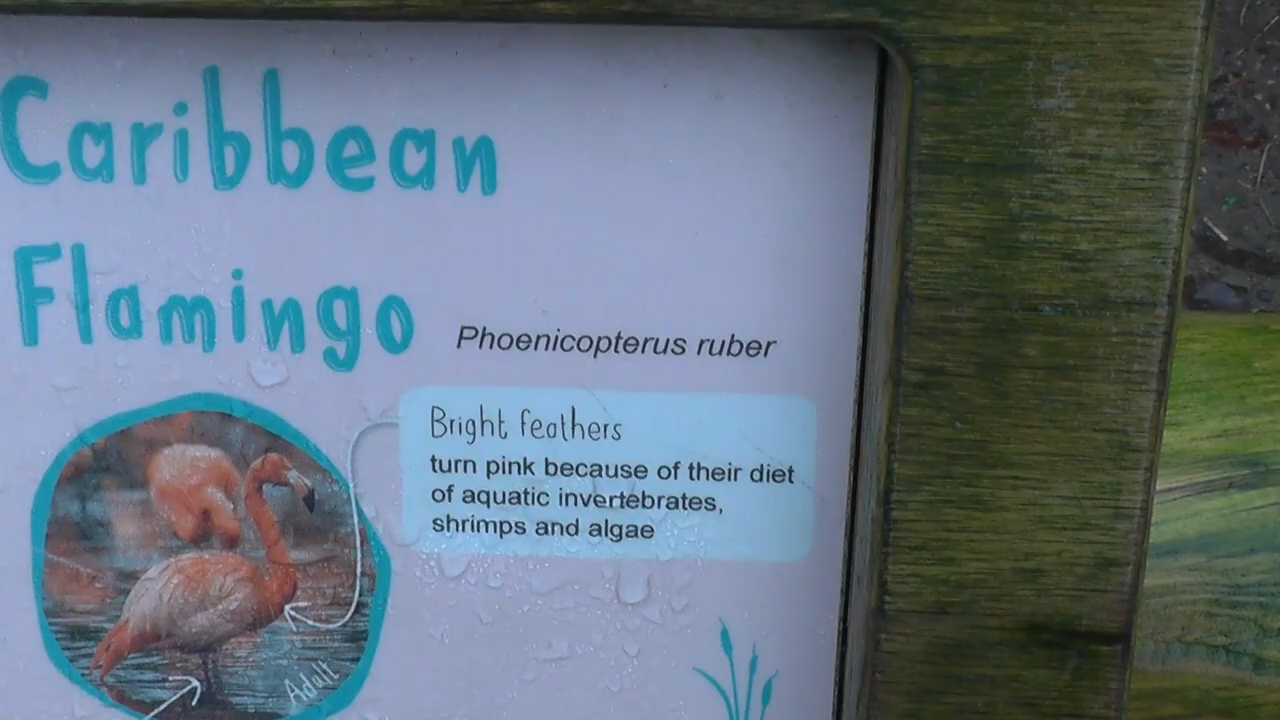 Caribbean
Flamingo
Phoenicopterus ruber
Bright feathers
turn pink because of their diet
of aquatic invertebrates,
shrimps and algae
Adult